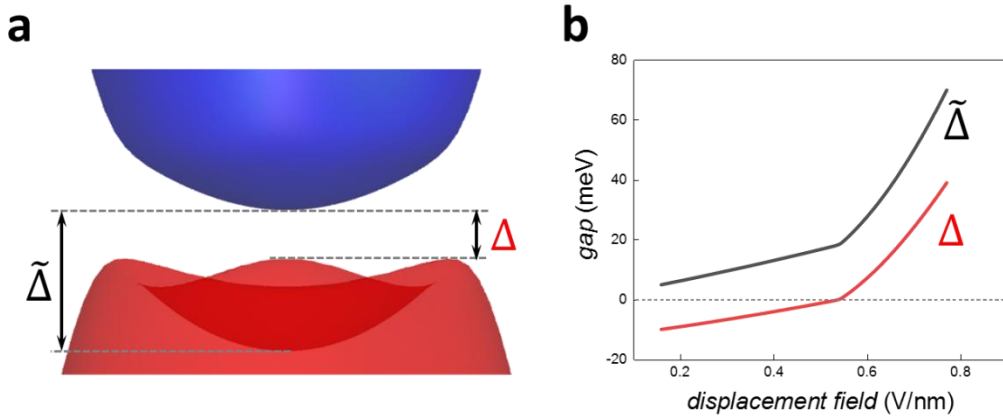 a
Δ̃
Δ
b
gap (meV)
80
60
40
20
0
-20
Δ̃
Δ
0.2
0.4
0.6
0.8
displacement field (V/nm)